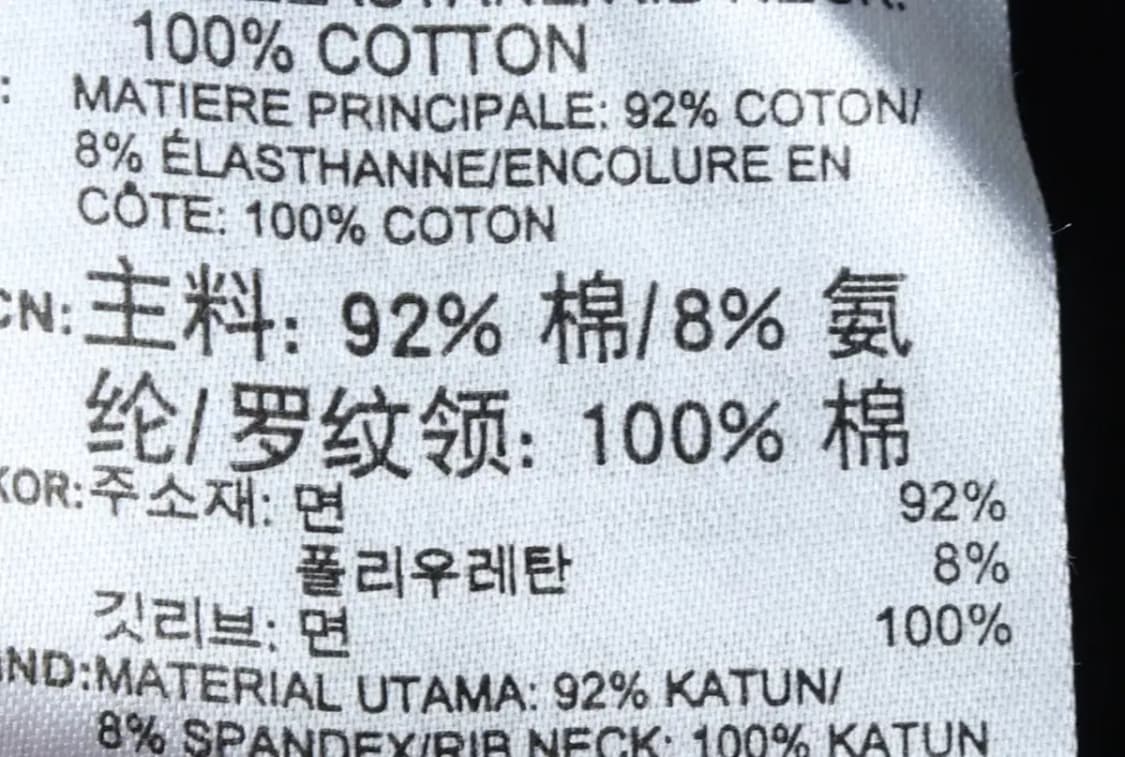 100% COTTON
MATIERE PRINCIPALE: 92% COTON/
8% ÉLASTHANNE/ENCOLURE EN
CÔTE: 100% COTON
CN: 主料: 92% 棉/8% 氨
纶/罗纹领: 100% 棉
KOR: 주소재: 면 92%
폴리우레탄 8%
깃리브: 면 100%
IND: MATERIAL UTAMA: 92% KATUN/
8% SPANDEX/RIB NECK: 100% KATUN